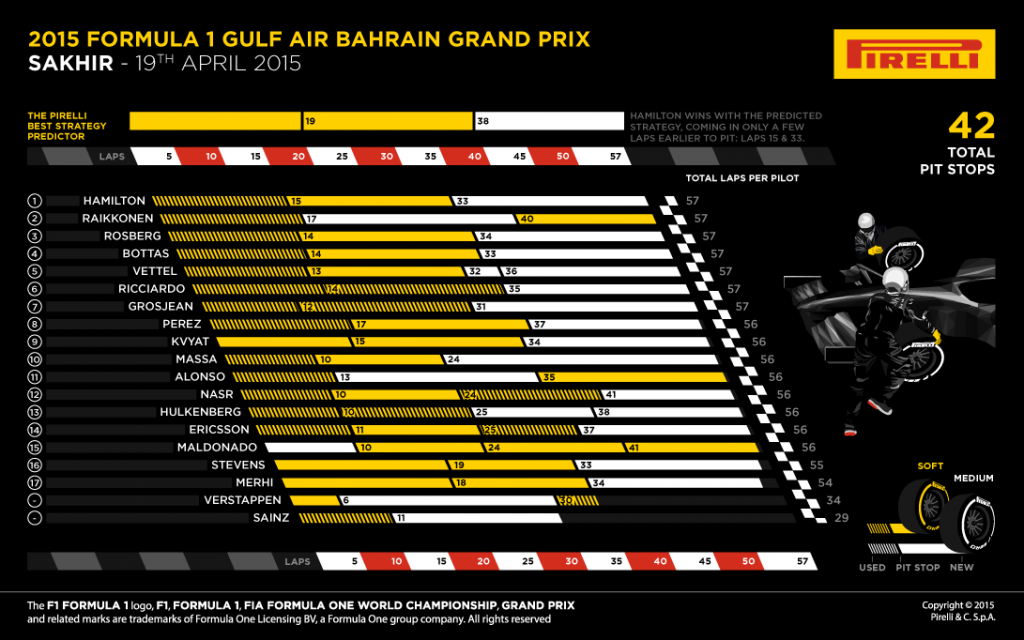 2015 FORMULA 1 GULF AIR BAHRAIN GRAND PRIX
SAKHIR - 19TH APRIL 2015
PIRELLI
THE PIRELLI
BEST STRATEGY
PREDICTOR
19 38
HAMILTON WINS WITH THE PREDICTED
STRATEGY, COMING IN ONLY A FEW
LAPS EARLIER TO PIT: LAPS 15 & 33.
42
TOTAL
PIT STOPS
LAPS 5 10 15 20 25 30 35 40 45 50 57
TOTAL LAPS PER PILOT
1 HAMILTON 15 33 57
2 RAIKKONEN 17 40 57
3 ROSBERG 14 34 57
4 BOTTAS 14 33 57
5 VETTEL 13 32 36 57
6 RICCIARDO 14 35 57
7 GROSJEAN 12 31 57
8 PEREZ 17 37 56
9 KVYAT 15 34 56
10 MASSA 10 24 56
11 ALONSO 13 35 56
12 NASR 10 24 41 56
13 HULKENBERG 10 25 38 56
14 ERICSSON 11 25 37 56
15 MALDONADO 10 24 41 56
16 STEVENS 19 33 55
17 MERHI 18 34 54
- VERSTAPPEN 6 30 34
- SAINZ 11 29
SOFT
MEDIUM
USED PIT STOP NEW
LAPS 5 10 15 20 25 30 35 40 45 50 57
The F1 FORMULA 1 logo, F1, FORMULA 1, FIA FORMULA ONE WORLD CHAMPIONSHIP, GRAND PRIX
and related marks are trademarks of Formula One Licensing BV, a Formula One group company. All rights reserved
Copyright © 2015
Pirelli & C. S.p.A.